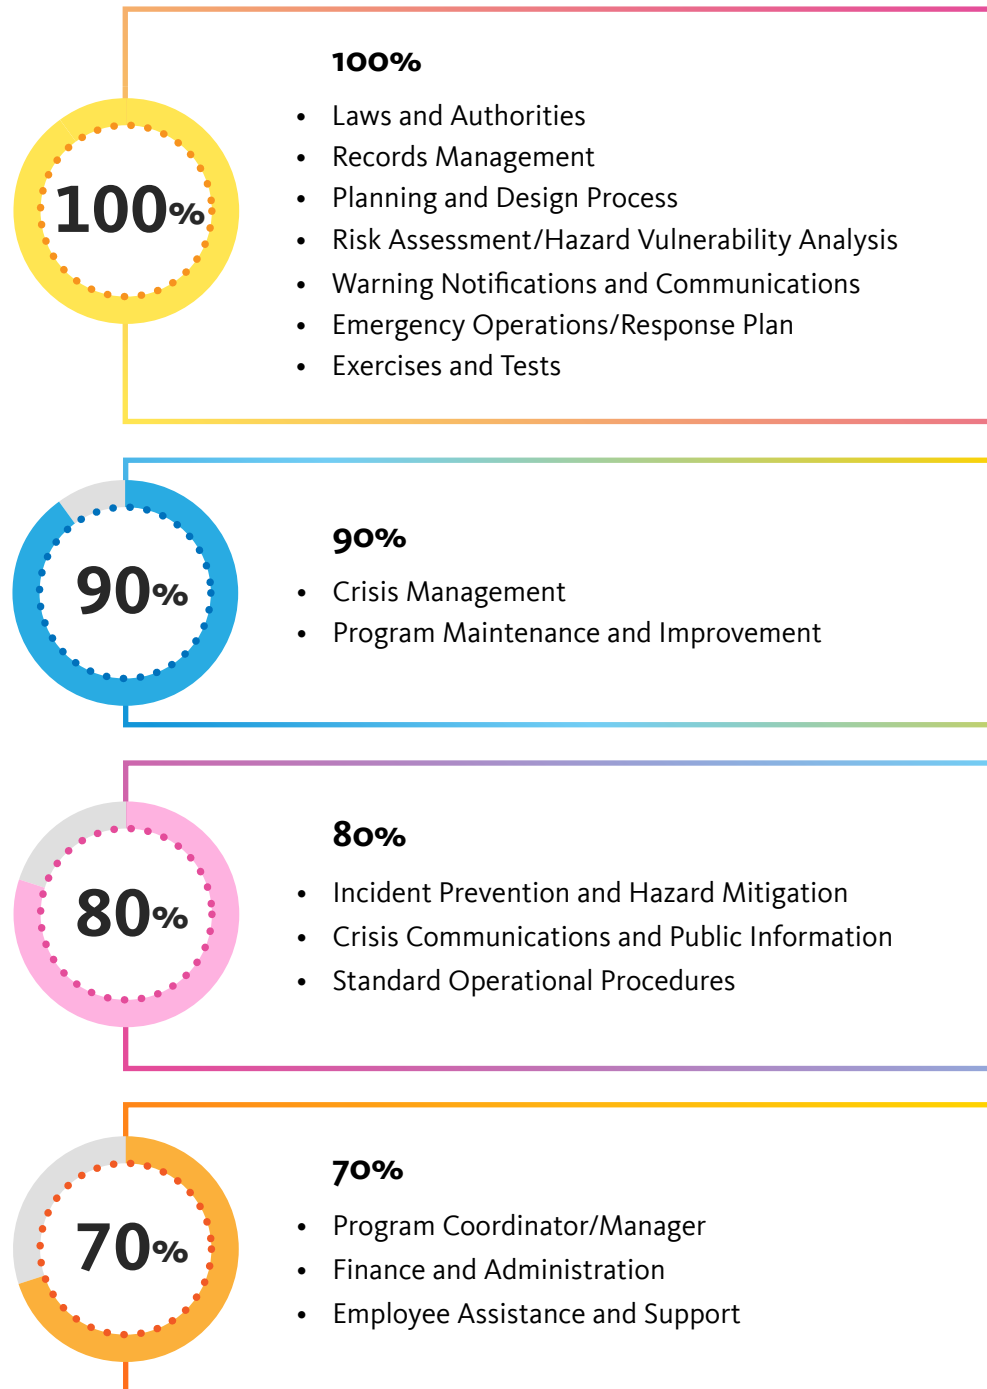 100%
100%
• Laws and Authorities
• Records Management
• Planning and Design Process
• Risk Assessment/Hazard Vulnerability Analysis
• Warning Notifications and Communications
• Emergency Operations/Response Plan
• Exercises and Tests
90%
90%
• Crisis Management
• Program Maintenance and Improvement
80%
80%
• Incident Prevention and Hazard Mitigation
• Crisis Communications and Public Information
• Standard Operational Procedures
70%
70%
• Program Coordinator/Manager
• Finance and Administration
• Employee Assistance and Support